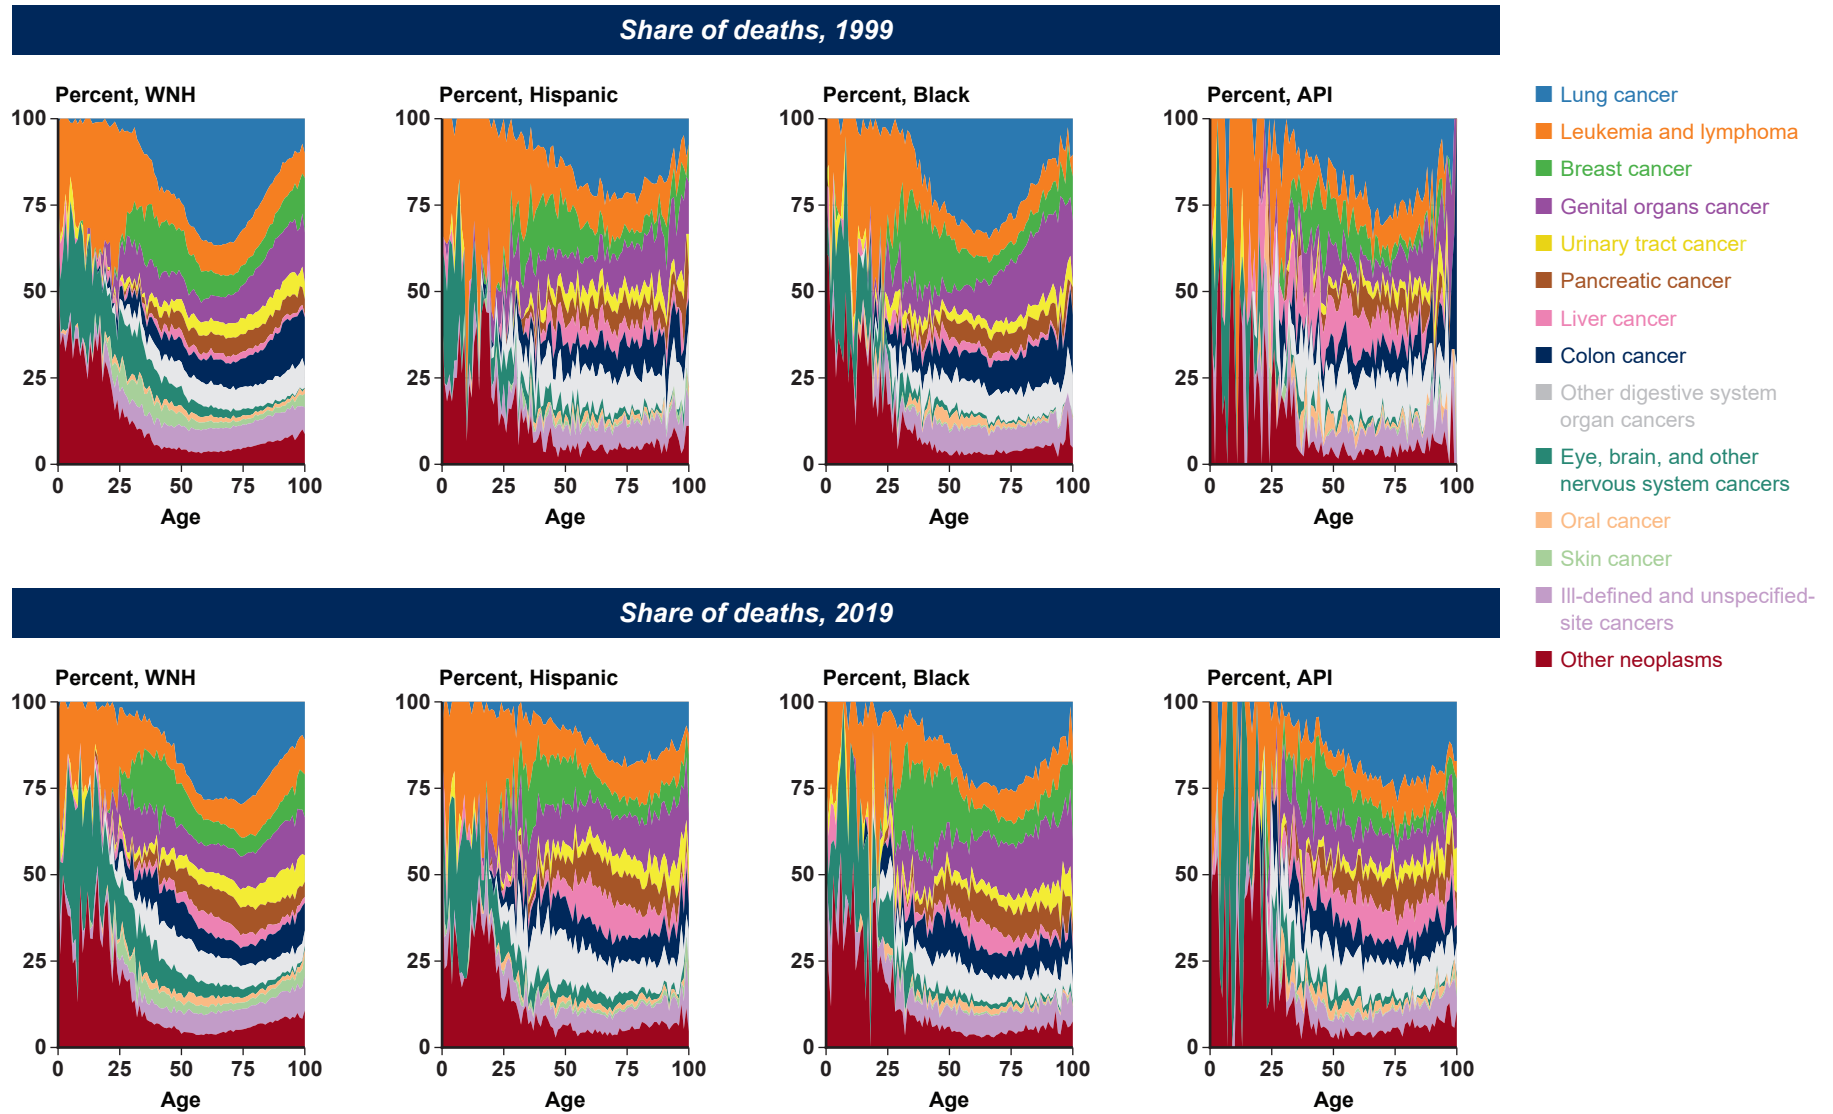 Share of deaths, 1999
Percent, WNH
Percent, Hispanic
Percent, Black
Percent, API
100
75
50
25
0
0 25 50 75 100
Age
100
75
50
25
0
0 25 50 75 100
Age
100
75
50
25
0
0 25 50 75 100
Age
100
75
50
25
0
0 25 50 75 100
Age
Lung cancer
Leukemia and lymphoma
Breast cancer
Genital organs cancer
Urinary tract cancer
Pancreatic cancer
Liver cancer
Colon cancer
Other digestive system
organ cancers
Eye, brain, and other
nervous system cancers
Oral cancer
Skin cancer
Ill-defined and unspecified-
site cancers
Other neoplasms
Share of deaths, 2019
Percent, WNH
Percent, Hispanic
Percent, Black
Percent, API
100
75
50
25
0
0 25 50 75 100
Age
100
75
50
25
0
0 25 50 75 100
Age
100
75
50
25
0
0 25 50 75 100
Age
100
75
50
25
0
0 25 50 75 100
Age